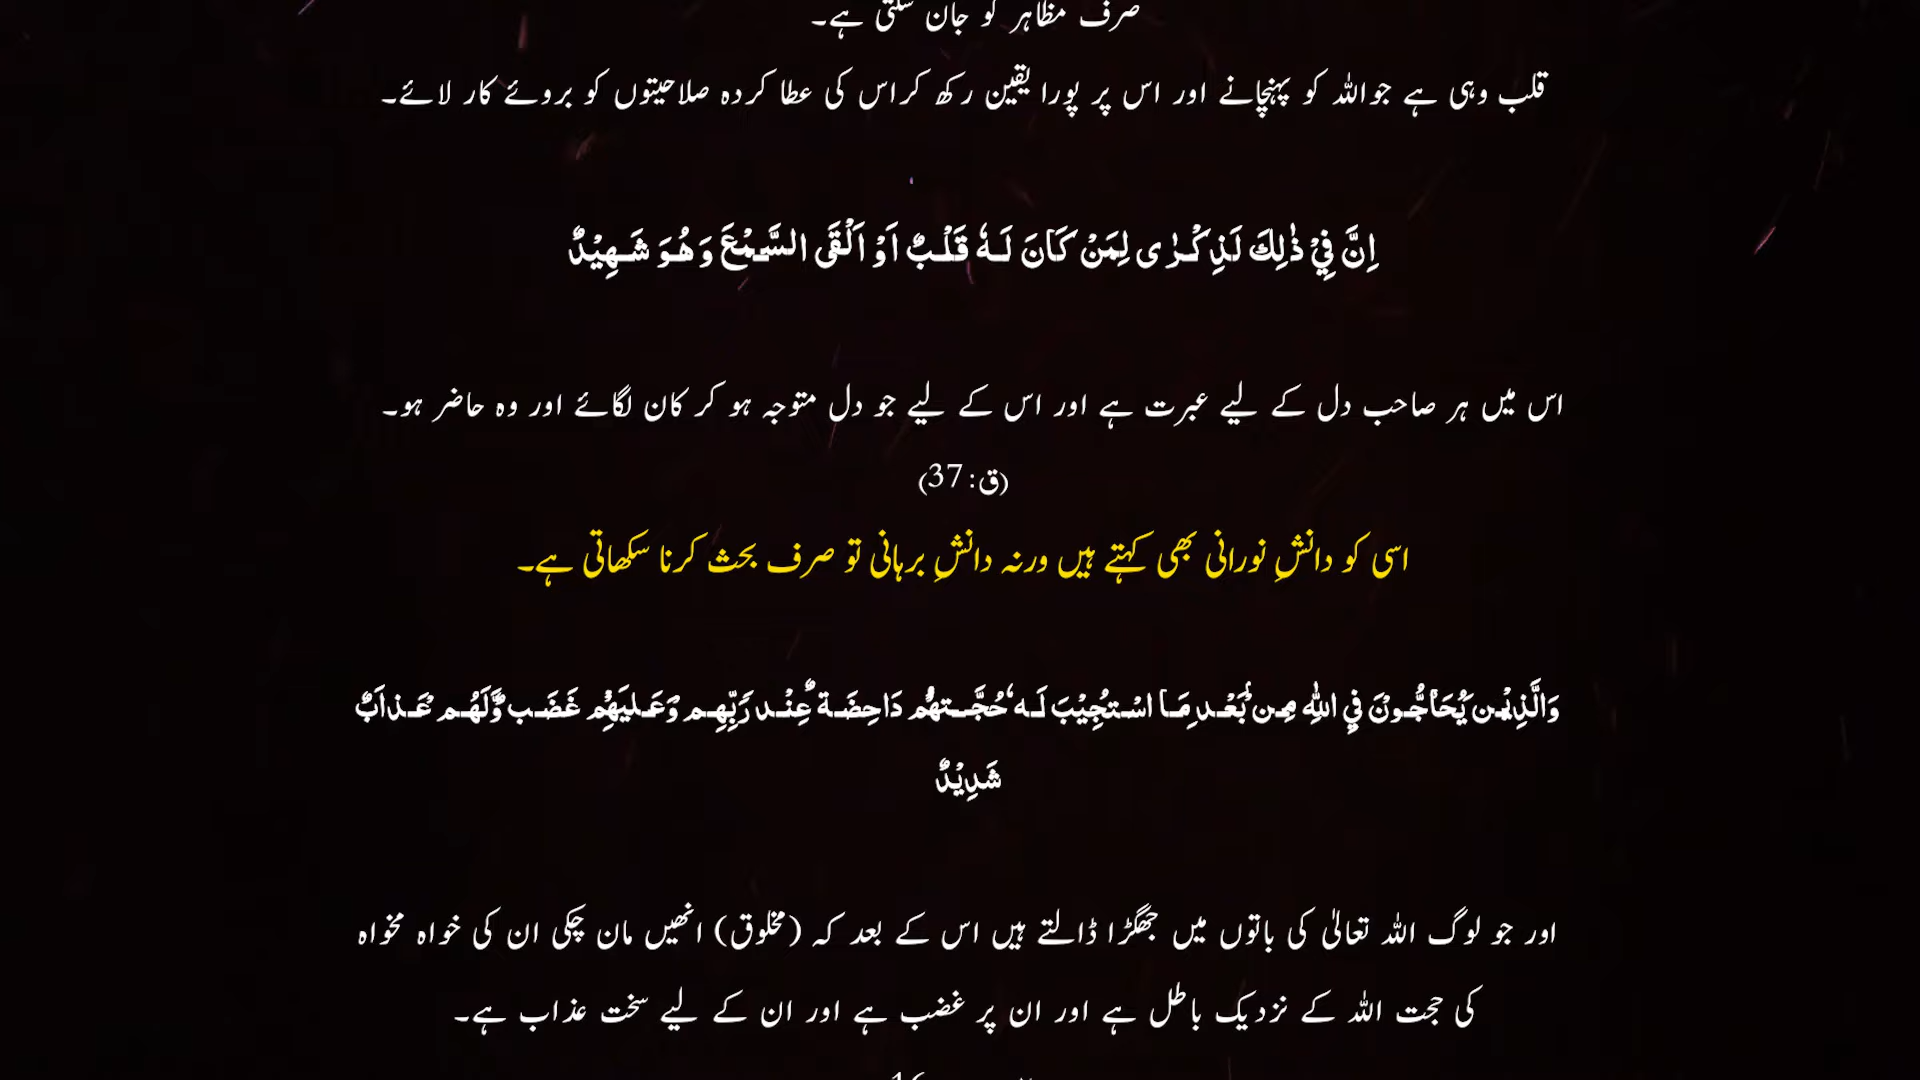 صرف مظاہر کو جان سکتی ہے۔
قلب وہی ہے جواللہ کو پہنچانے اور اس پر پورا یقین رکھ کراس کی عطا کردہ صلاحیتوں کو بروئے کار لائے۔
اِنَّ فِيْ ذٰلِكَ لَذِكْرٰى لِمَنْ كَانَ لَهٗ قَلْبٌ اَوْ اَلْقَى السَّمْعَ وَهُوَ شَهِيْدٌ
اس میں ہر صاحب دل کے لیے عبرت ہے اور اس کے لیے جو دل متوجہ ہو کر کان لگائے اور وہ حاضر ہو۔
(ق:37)
اسی کو دانشِ نورانی بھی کہتے ہیں ورنہ دانشِ برہانی تو صرف بحث کرنا سکھاتی ہے۔
وَالَّذِيْنَ يُحَاۗجُّوْنَ فِي اللّٰهِ مِنْۢ بَعْدِ مَا اسْتُجِيْبَ لَهٗ حُجَّــتُهُمْ دَاحِضَةٌ عِنْدَ رَبِّهِمْ وَعَلَيْهِمْ غَضَبٌ وَّلَهُمْ عَذَابٌ
شَدِيْدٌ
اور جو لوگ اللہ تعالیٰ کی باتوں میں جھگڑا ڈالتے ہیں اس کے بعد کہ (مخلوق) انھیں مان چکی ان کی خواہ مخواہ
کی حجت اللہ کے نزدیک باطل ہے اور ان پر غضب ہے اور ان کے لیے سخت عذاب ہے۔